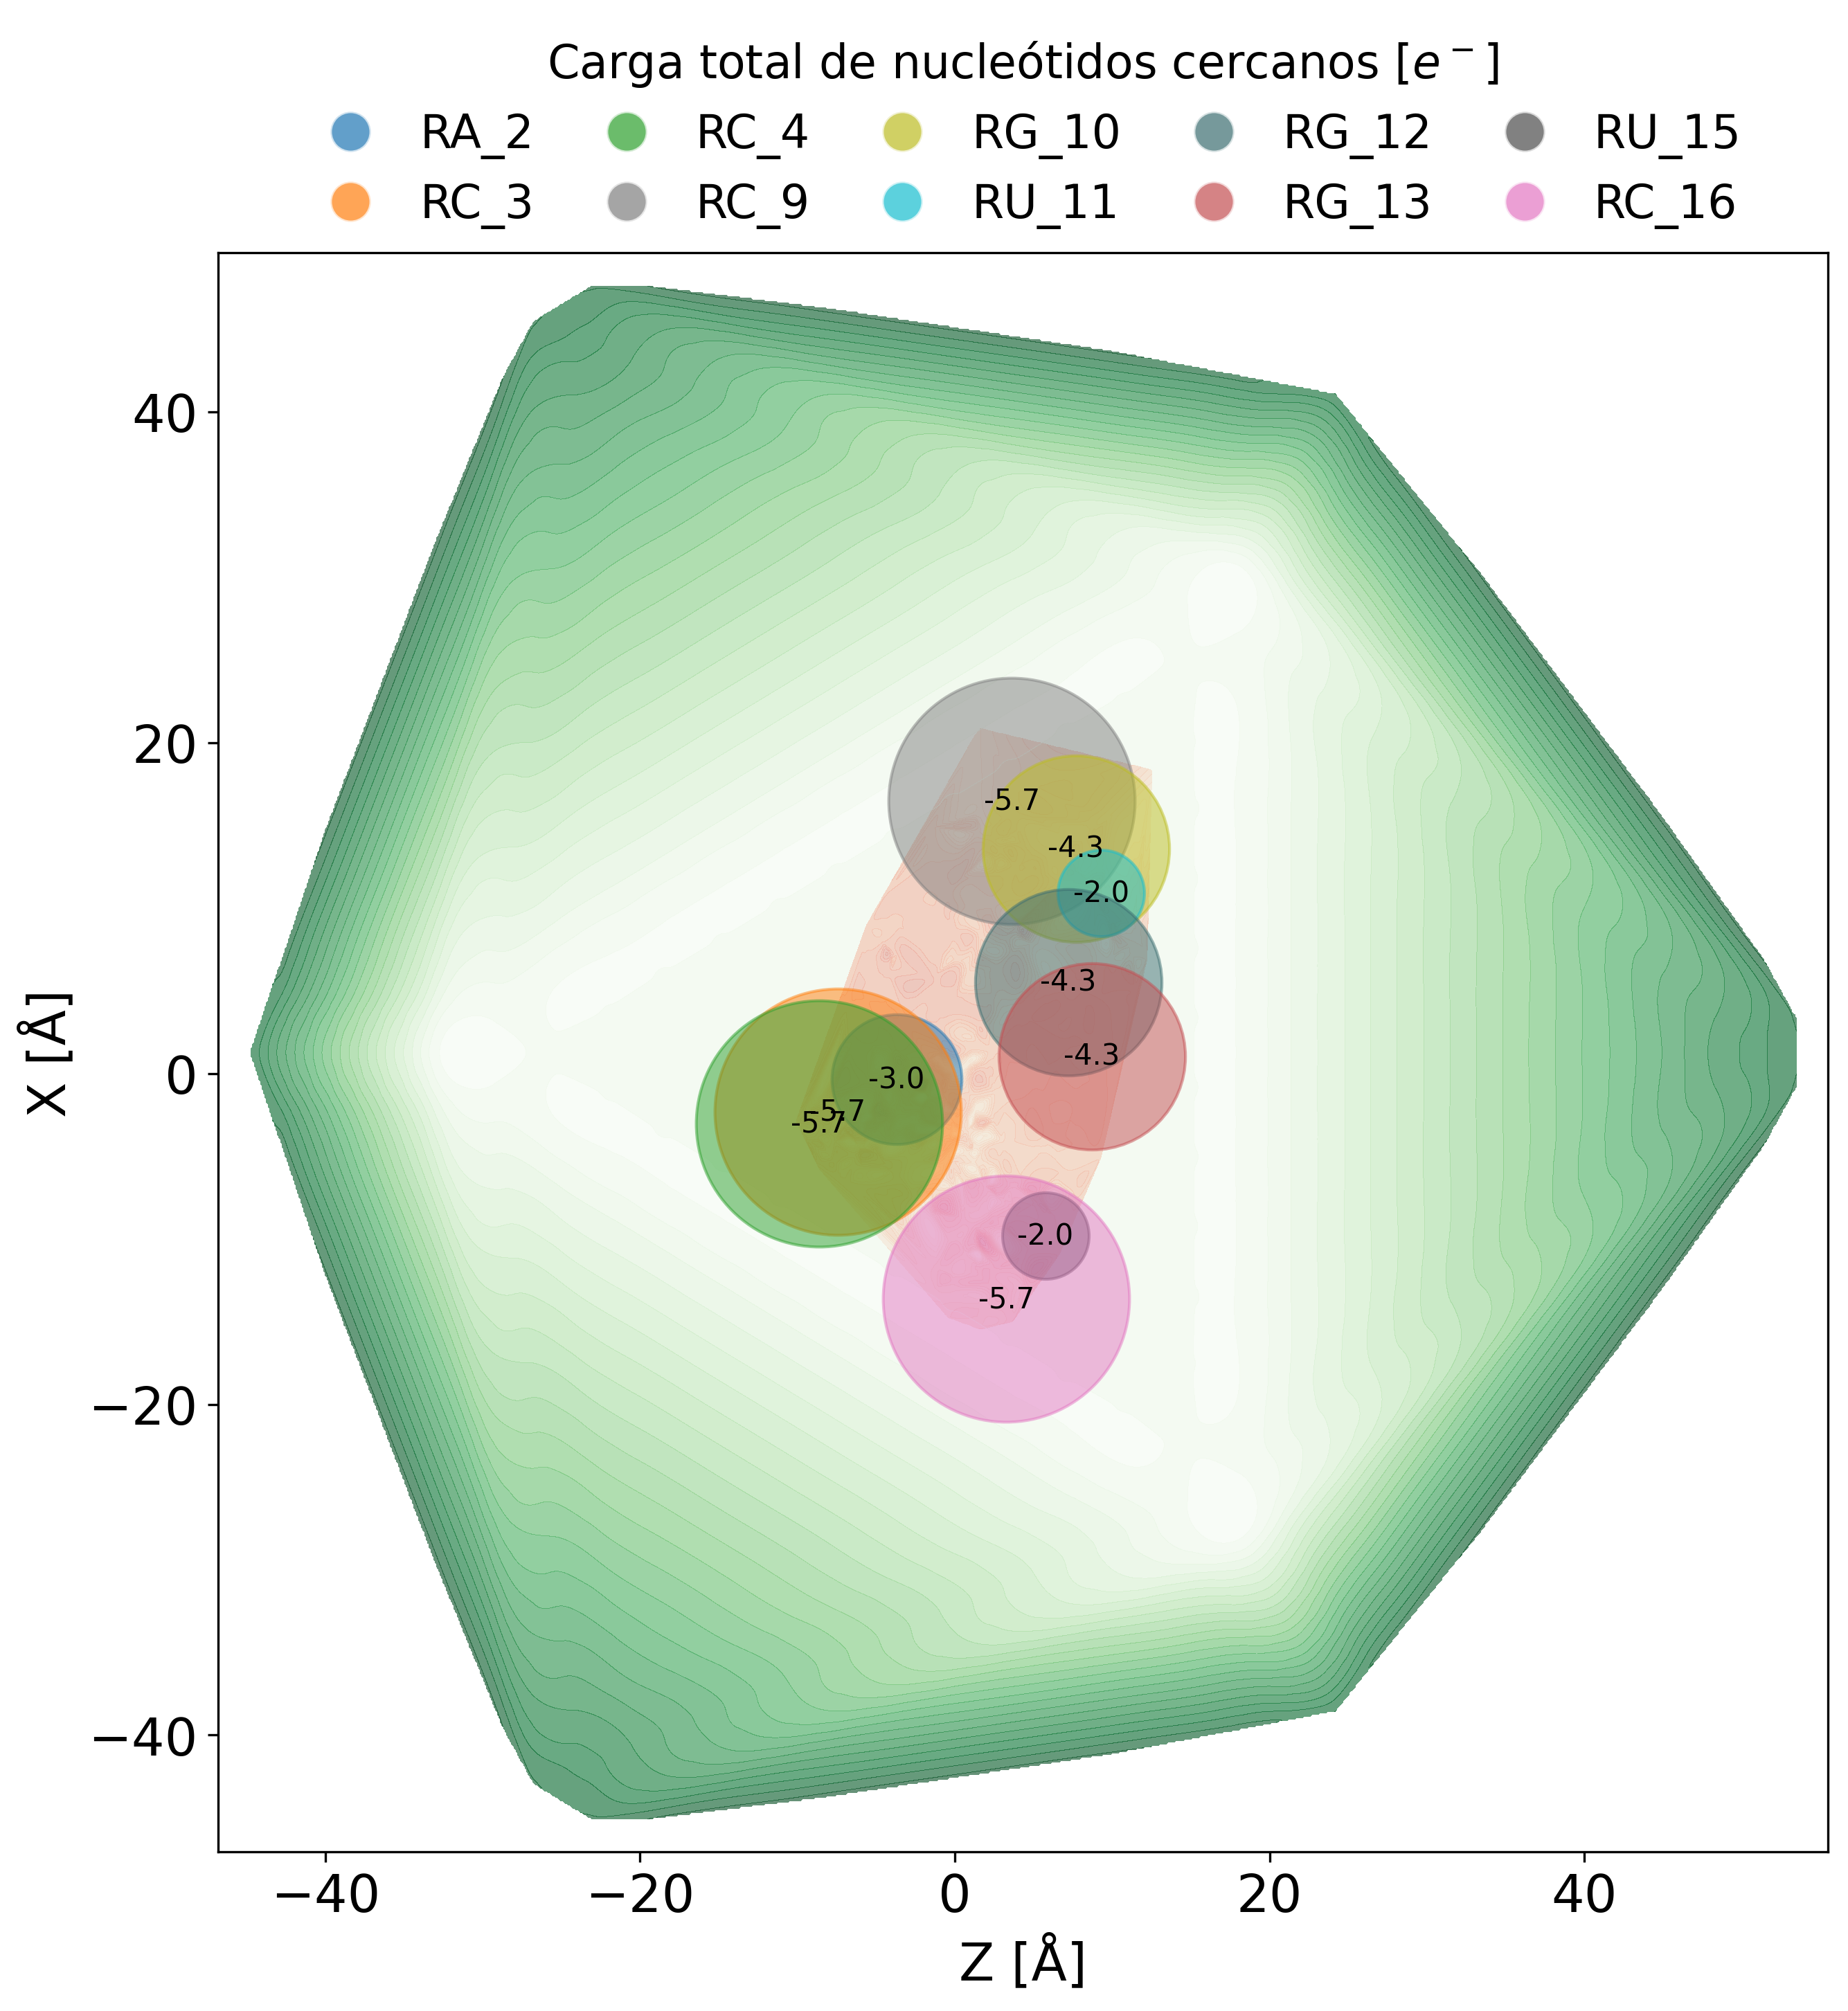 Carga total de nucleótidos cercanos [e⁻]
RA_2 RC_4 RG_10 RG_12 RU_15
RC_3 RC_9 RU_11 RG_13 RC_16
40
20
0
−20
−40
X [Å]
-5.7
-4.3
-2.0
-4.3
-4.3
-3.0
-5.7
-5.7
-2.0
-5.7
−40 −20 0 20 40
Z [Å]